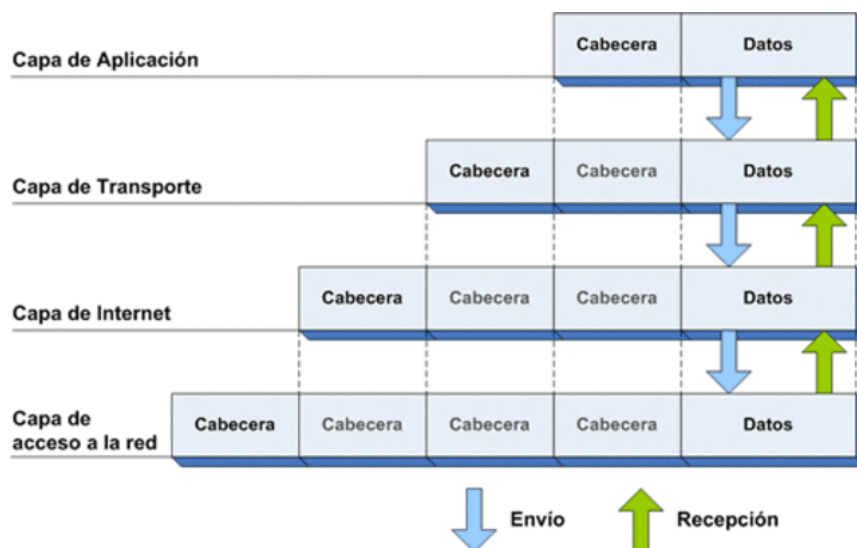 Cabecera Datos
Capa de Aplicación
Cabecera Cabecera Datos
Capa de Transporte
Cabecera Cabecera Cabecera Datos
Capa de Internet
Capa de
acceso a la red
Cabecera Cabecera Cabecera Cabecera Datos
Envío Recepción